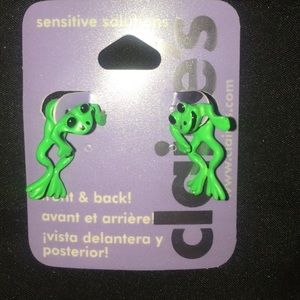 sensitive solutions
claire's
front & back!
avant et arrière!
¡vista delantera y
posterior!